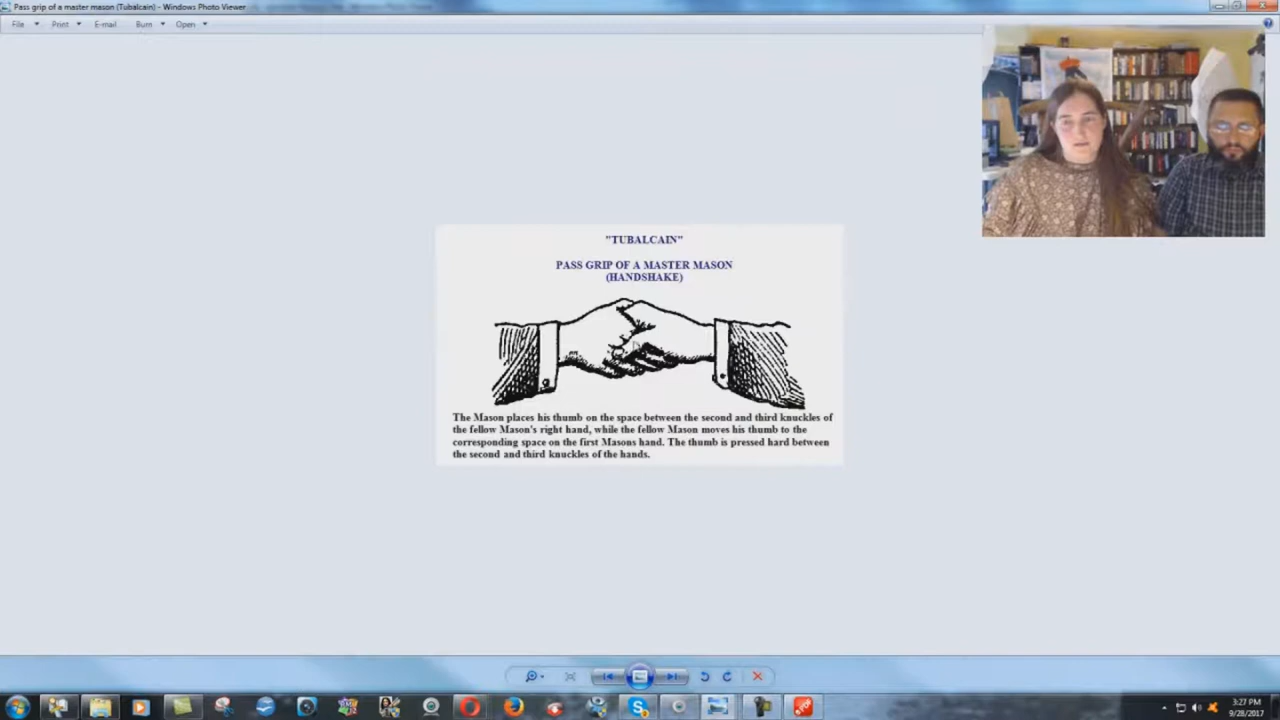 Pass grip of a master mason (Tubalcain) - Windows Photo Viewer
File Print E-mail Burn Open
"TUBALCAIN"
PASS GRIP OF A MASTER MASON
(HANDSHAKE)
The Mason places his thumb on the space between the second and third knuckles of
the fellow Mason's right hand, while the fellow Mason moves his thumb to the
corresponding space on the first Masons hand. The thumb is pressed hard between
the second and third knuckles of the hands.
3:27 PM
9/28/2017